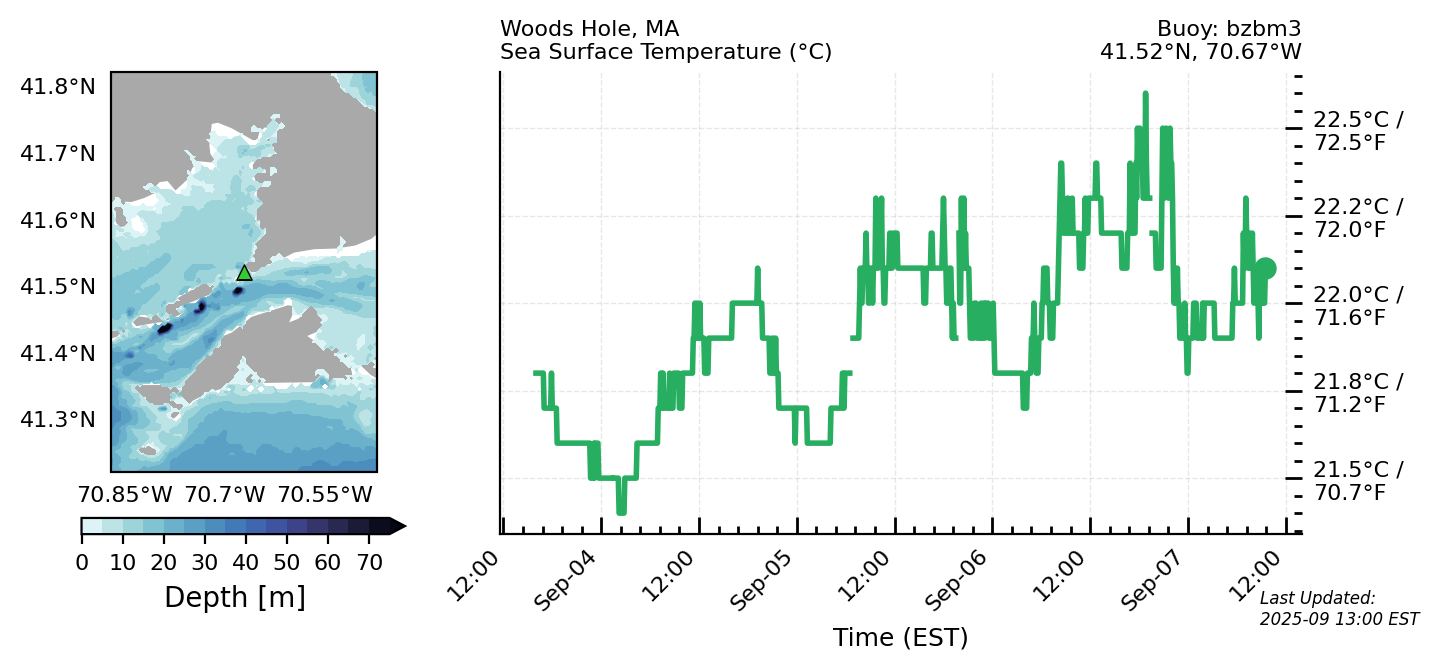 Woods Hole, MA
Sea Surface Temperature (°C)
Buoy: bzbm3
41.52°N, 70.67°W
41.8°N
41.7°N
41.6°N
41.5°N
41.4°N
41.3°N
70.85°W 70.7°W 70.55°W
0 10 20 30 40 50 60 70
Depth [m]
22.5°C /
72.5°F
22.2°C /
72.0°F
22.0°C /
71.6°F
21.8°C /
71.2°F
21.5°C /
70.7°F
12:00
Sep-04
12:00
Sep-05
12:00
Sep-06
12:00
Sep-07
12:00
Time (EST)
Last Updated:
2025-09 13:00 EST